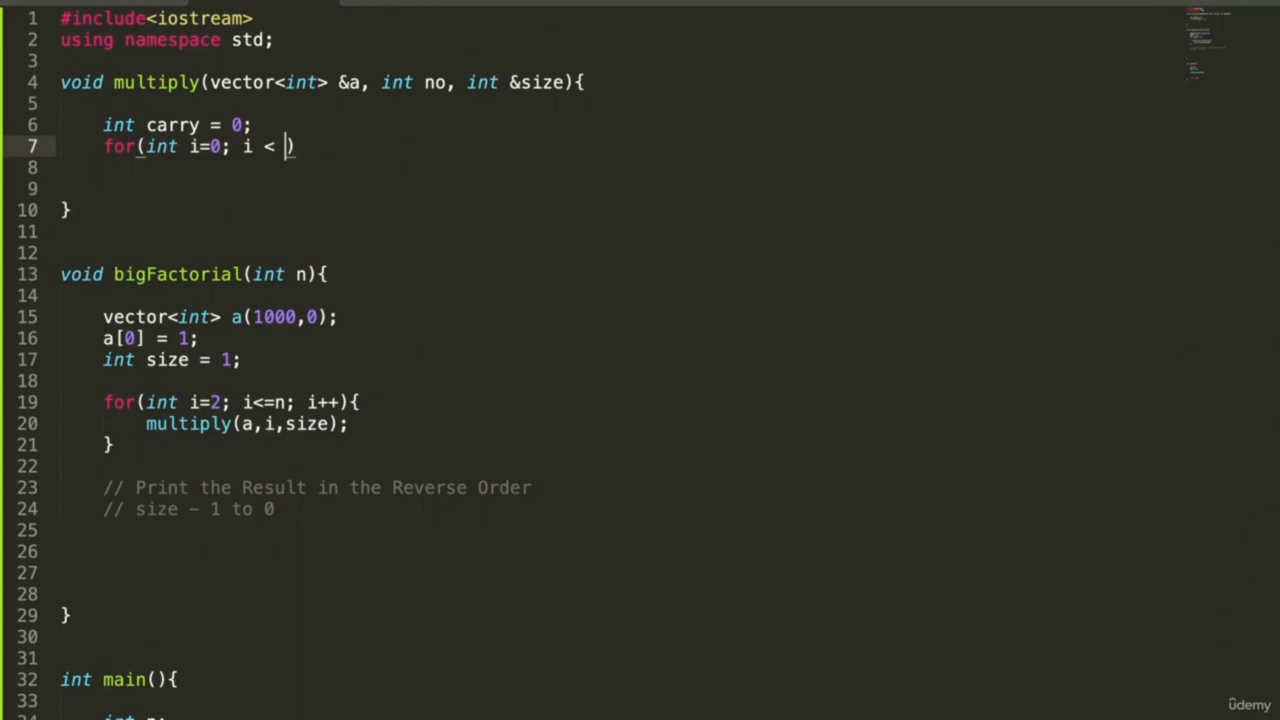 1 #include<iostream>
2 using namespace std;
3
4 void multiply(vector<int> &a, int no, int &size){
5
6 int carry = 0;
7 for(int i=0; i < )
8
9
10 }
11
12
13 void bigFactorial(int n){
14
15 vector<int> a(1000,0);
16 a[0] = 1;
17 int size = 1;
18
19 for(int i=2; i<=n; i++){
20 multiply(a,i,size);
21 }
22
23 // Print the Result in the Reverse Order
24 // size - 1 to 0
25
26
27
28
29 }
30
31
32 int main(){
33
34 int n;
udemy